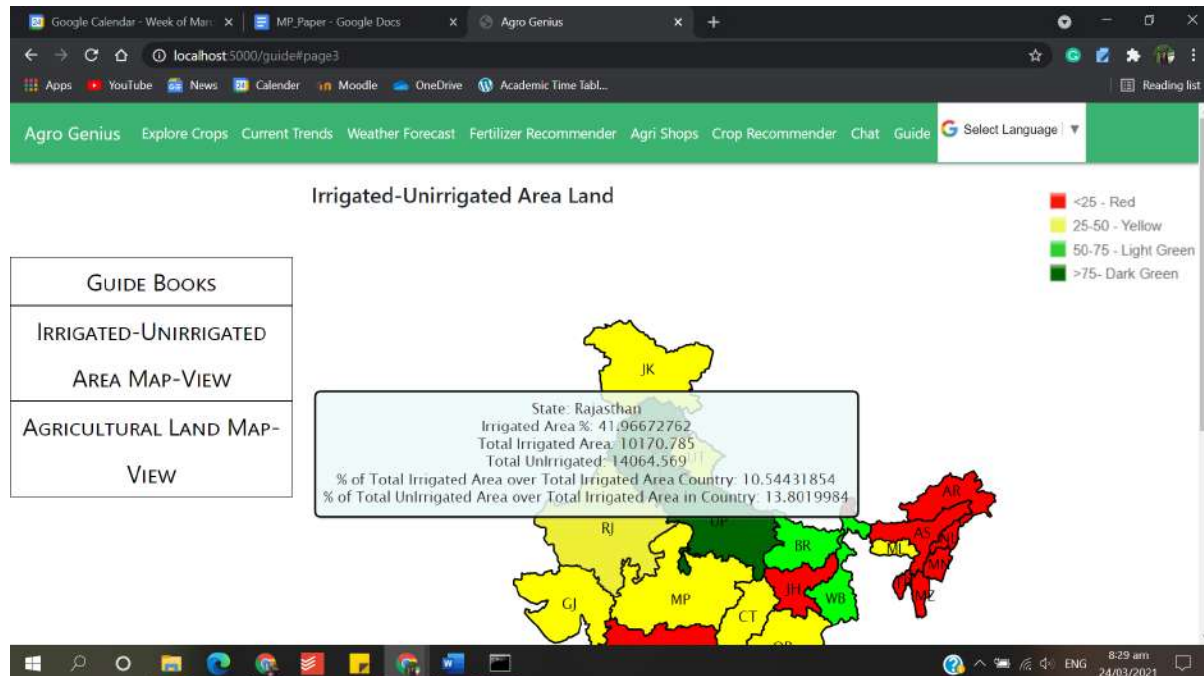 Google Calendar - Week of Mar
MP_Paper - Google Docs
Agro Genius
localhost:5000/guide#page3
Apps
YouTube
News
Calender
Moodle
OneDrive
Academic Time Tabl...
Reading list
Agro Genius
Explore Crops
Current Trends
Weather Forecast
Fertilizer Recommender
Agri Shops
Crop Recommender
Chat
Guide
G Select Language ▼
Irrigated-Unirrigated Area Land
<25 - Red
25-50 - Yellow
50-75 - Light Green
>75- Dark Green
GUIDE BOOKS
IRRIGATED-UNIRRIGATED
AREA MAP-VIEW
AGRICULTURAL LAND MAP-
VIEW
JK
State: Rajasthan
Irrigated Area %: 41.96672762
Total Irrigated Area: 10170.785
Total UnIrrigated: 14064.569
% of Total Irrigated Area over Total Irrigated Area Country: 10.54431854
% of Total UnIrrigated Area over Total Irrigated Area in Country: 13.8019984
UT
AR
RJ
UP
BR
AS
ML
MN
JH
WB
MZ
GJ
MP
CT
ENG
8:29 am
24/03/2021